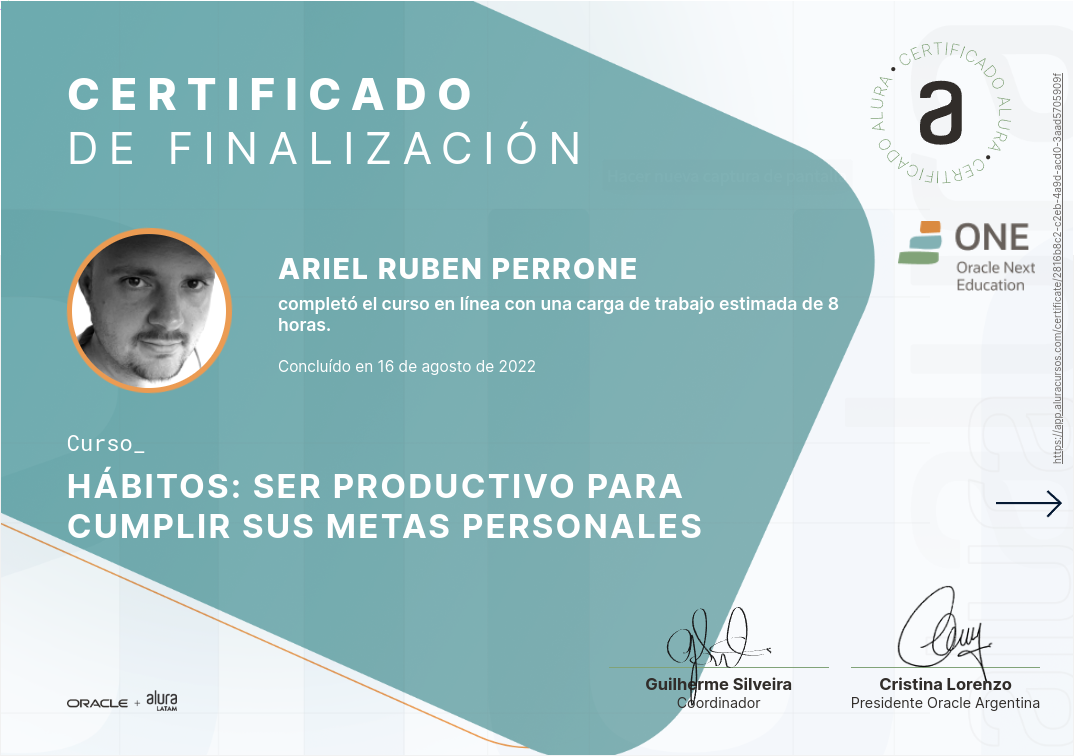 CERTIFICADO
DE FINALIZACIÓN
CERTIFICADO ALURA • CERTIFICADO ALURA •
a
ONE
Oracle Next
Education
https://app.aluracursos.com/certificate/2816b8c2-c2eb-4a9d-acd0-3aad5705909f
ARIEL RUBEN PERRONE
completó el curso en línea con una carga de trabajo estimada de 8
horas.
Concluído en 16 de agosto de 2022
Curso_
HÁBITOS: SER PRODUCTIVO PARA
CUMPLIR SUS METAS PERSONALES
Guilherme Silveira
Coordinador
Cristina Lorenzo
Presidente Oracle Argentina
ORACLE + alura
LATAM
alura